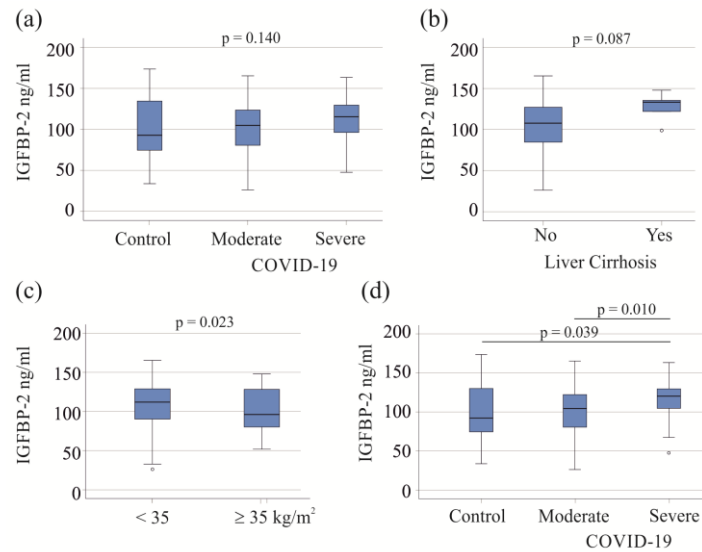 (a)
p = 0.140
IGFBP-2 ng/ml
200
150
100
50
0
Control Moderate Severe
COVID-19
(b)
p = 0.087
IGFBP-2 ng/ml
200
150
100
50
0
No Yes
Liver Cirrhosis
(c)
p = 0.023
IGFBP-2 ng/ml
200
150
100
50
0
< 35 ≥ 35 kg/m²
(d)
p = 0.010
p = 0.039
IGFBP-2 ng/ml
200
150
100
50
0
Control Moderate Severe
COVID-19